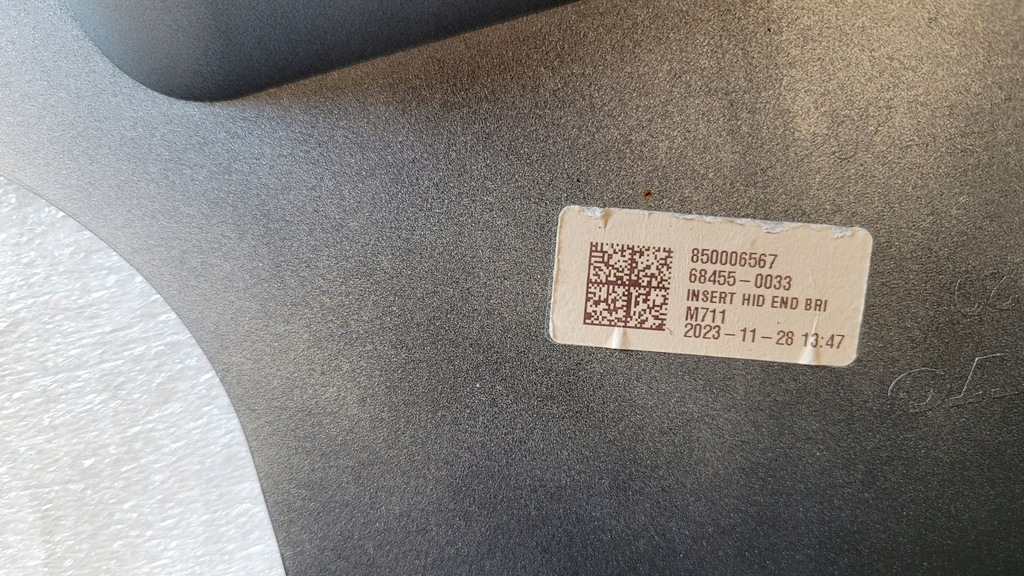 850006567
68455-0033
INSERT HID END BRI
M711
2023-11-28 13:47